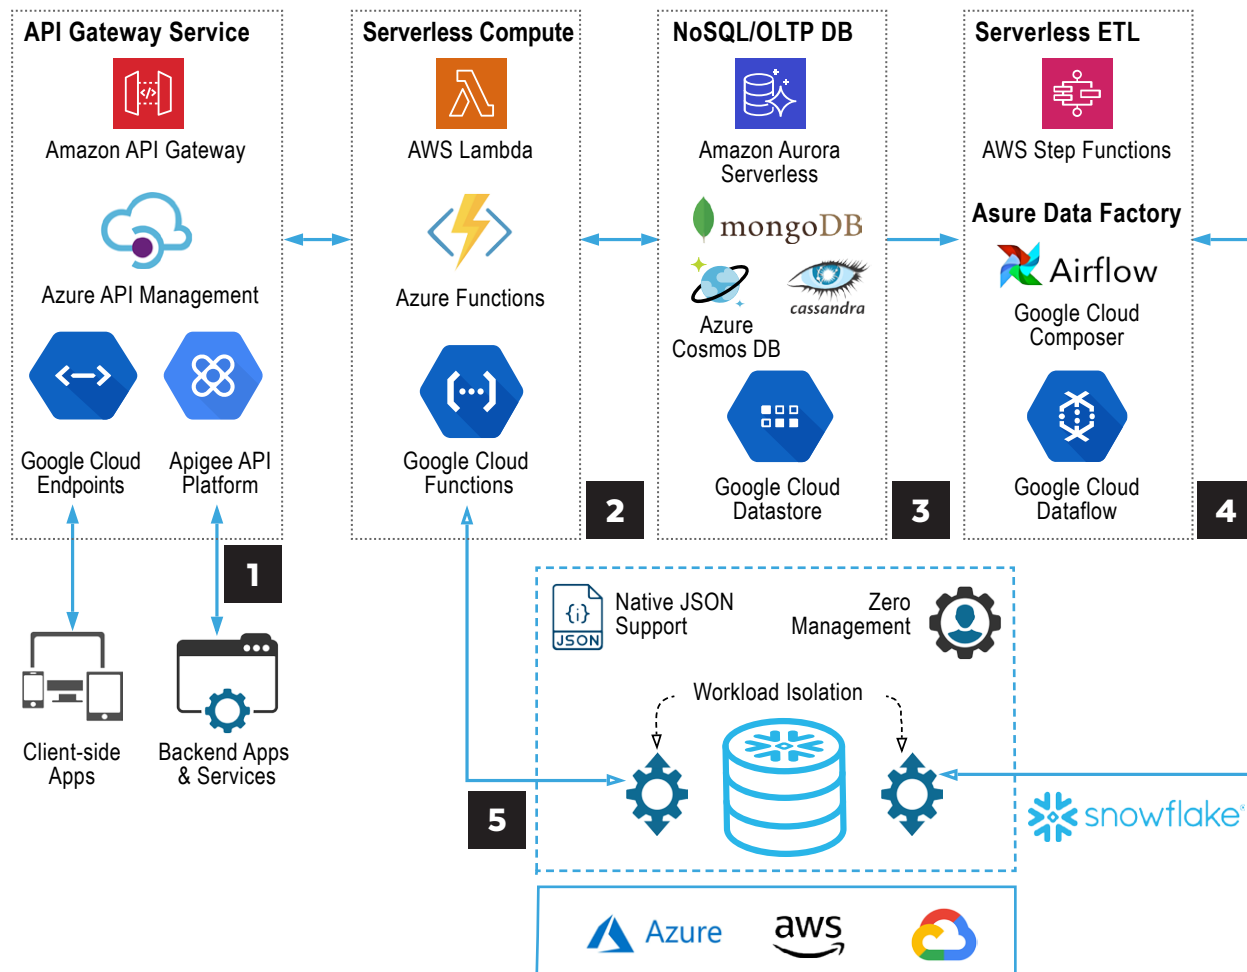 API Gateway Service
Amazon API Gateway
Azure API Management
Google Cloud
Endpoints
Apigee API
Platform
1
Client-side
Apps
Backend Apps
& Services
Serverless Compute
AWS Lambda
Azure Functions
Google Cloud
Functions
2
NoSQL/OLTP DB
Amazon Aurora
Serverless
mongoDB
Azure
Cosmos DB
cassandra
Google Cloud
Datastore
3
Serverless ETL
AWS Step Functions
Asure Data Factory
Airflow
Google Cloud
Composer
Google Cloud
Dataflow
4
{i}
JSON
Native JSON
Support
Zero
Management
Workload Isolation
5
snowflake®
Azure
aws